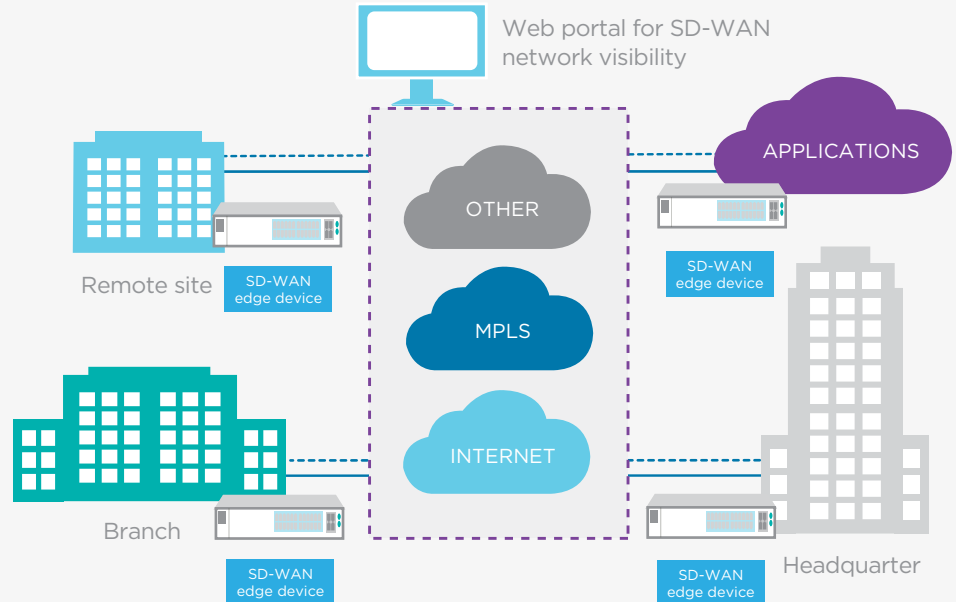 Web portal for SD-WAN
network visibility
APPLICATIONS
OTHER
Remote site
SD-WAN
edge device
SD-WAN
edge device
MPLS
INTERNET
Branch
SD-WAN
edge device
SD-WAN
edge device
Headquarter